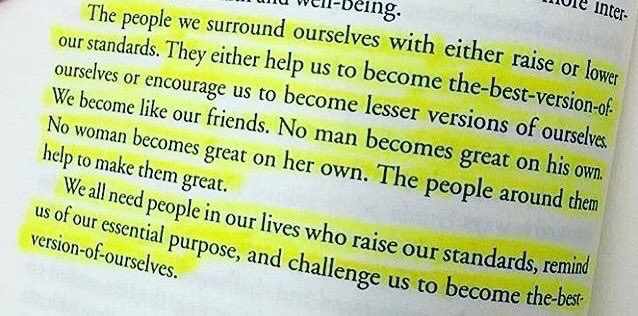 well-being.
more inter-
The people we surround ourselves with either raise or lower
our standards. They either help us to become the-best-version-of-
ourselves or encourage us to become lesser versions of ourselves.
We become like our friends. No man becomes great on his own.
No woman becomes great on her own. The people around them
help to make them great.
We all need people in our lives who raise our standards, remind
us of our essential purpose, and challenge us to become the-best-
version-of-ourselves.